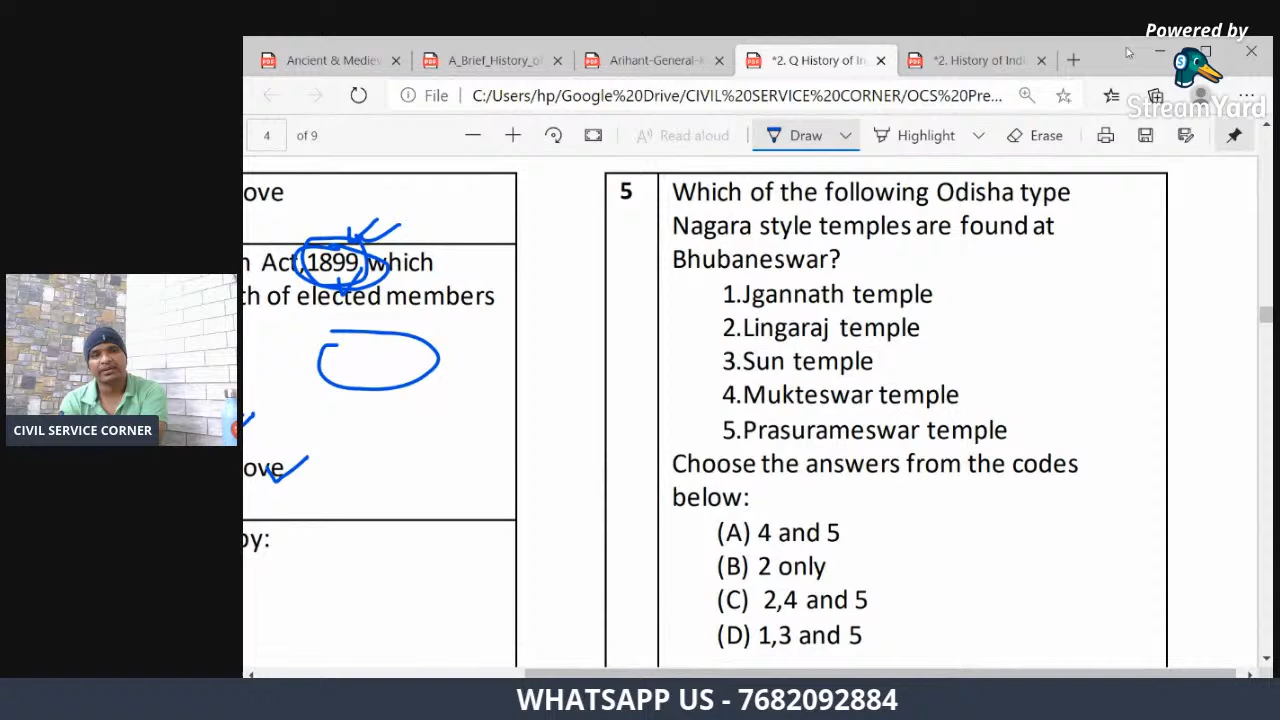 Powered by
StreamYard
Ancient & Mediev
A_Brief_History_o
Arihant-General-
*2. Q History of In
*2. History of Indi
File
C:/Users/hp/Google%20Drive/CIVIL%20SERVICE%20CORNER/OCS%20Pre...
4 of 9
Read aloud
Draw
Highlight
Erase
ove
Act,1899,which
th of elected members
ove
by:
5 Which of the following Odisha type
Nagara style temples are found at
Bhubaneswar?
1.Jgannath temple
2.Lingaraj temple
3.Sun temple
4.Mukteswar temple
5.Prasurameswar temple
Choose the answers from the codes
below:
(A) 4 and 5
(B) 2 only
(C) 2,4 and 5
(D) 1,3 and 5
CIVIL SERVICE CORNER
WHATSAPP US - 7682092884